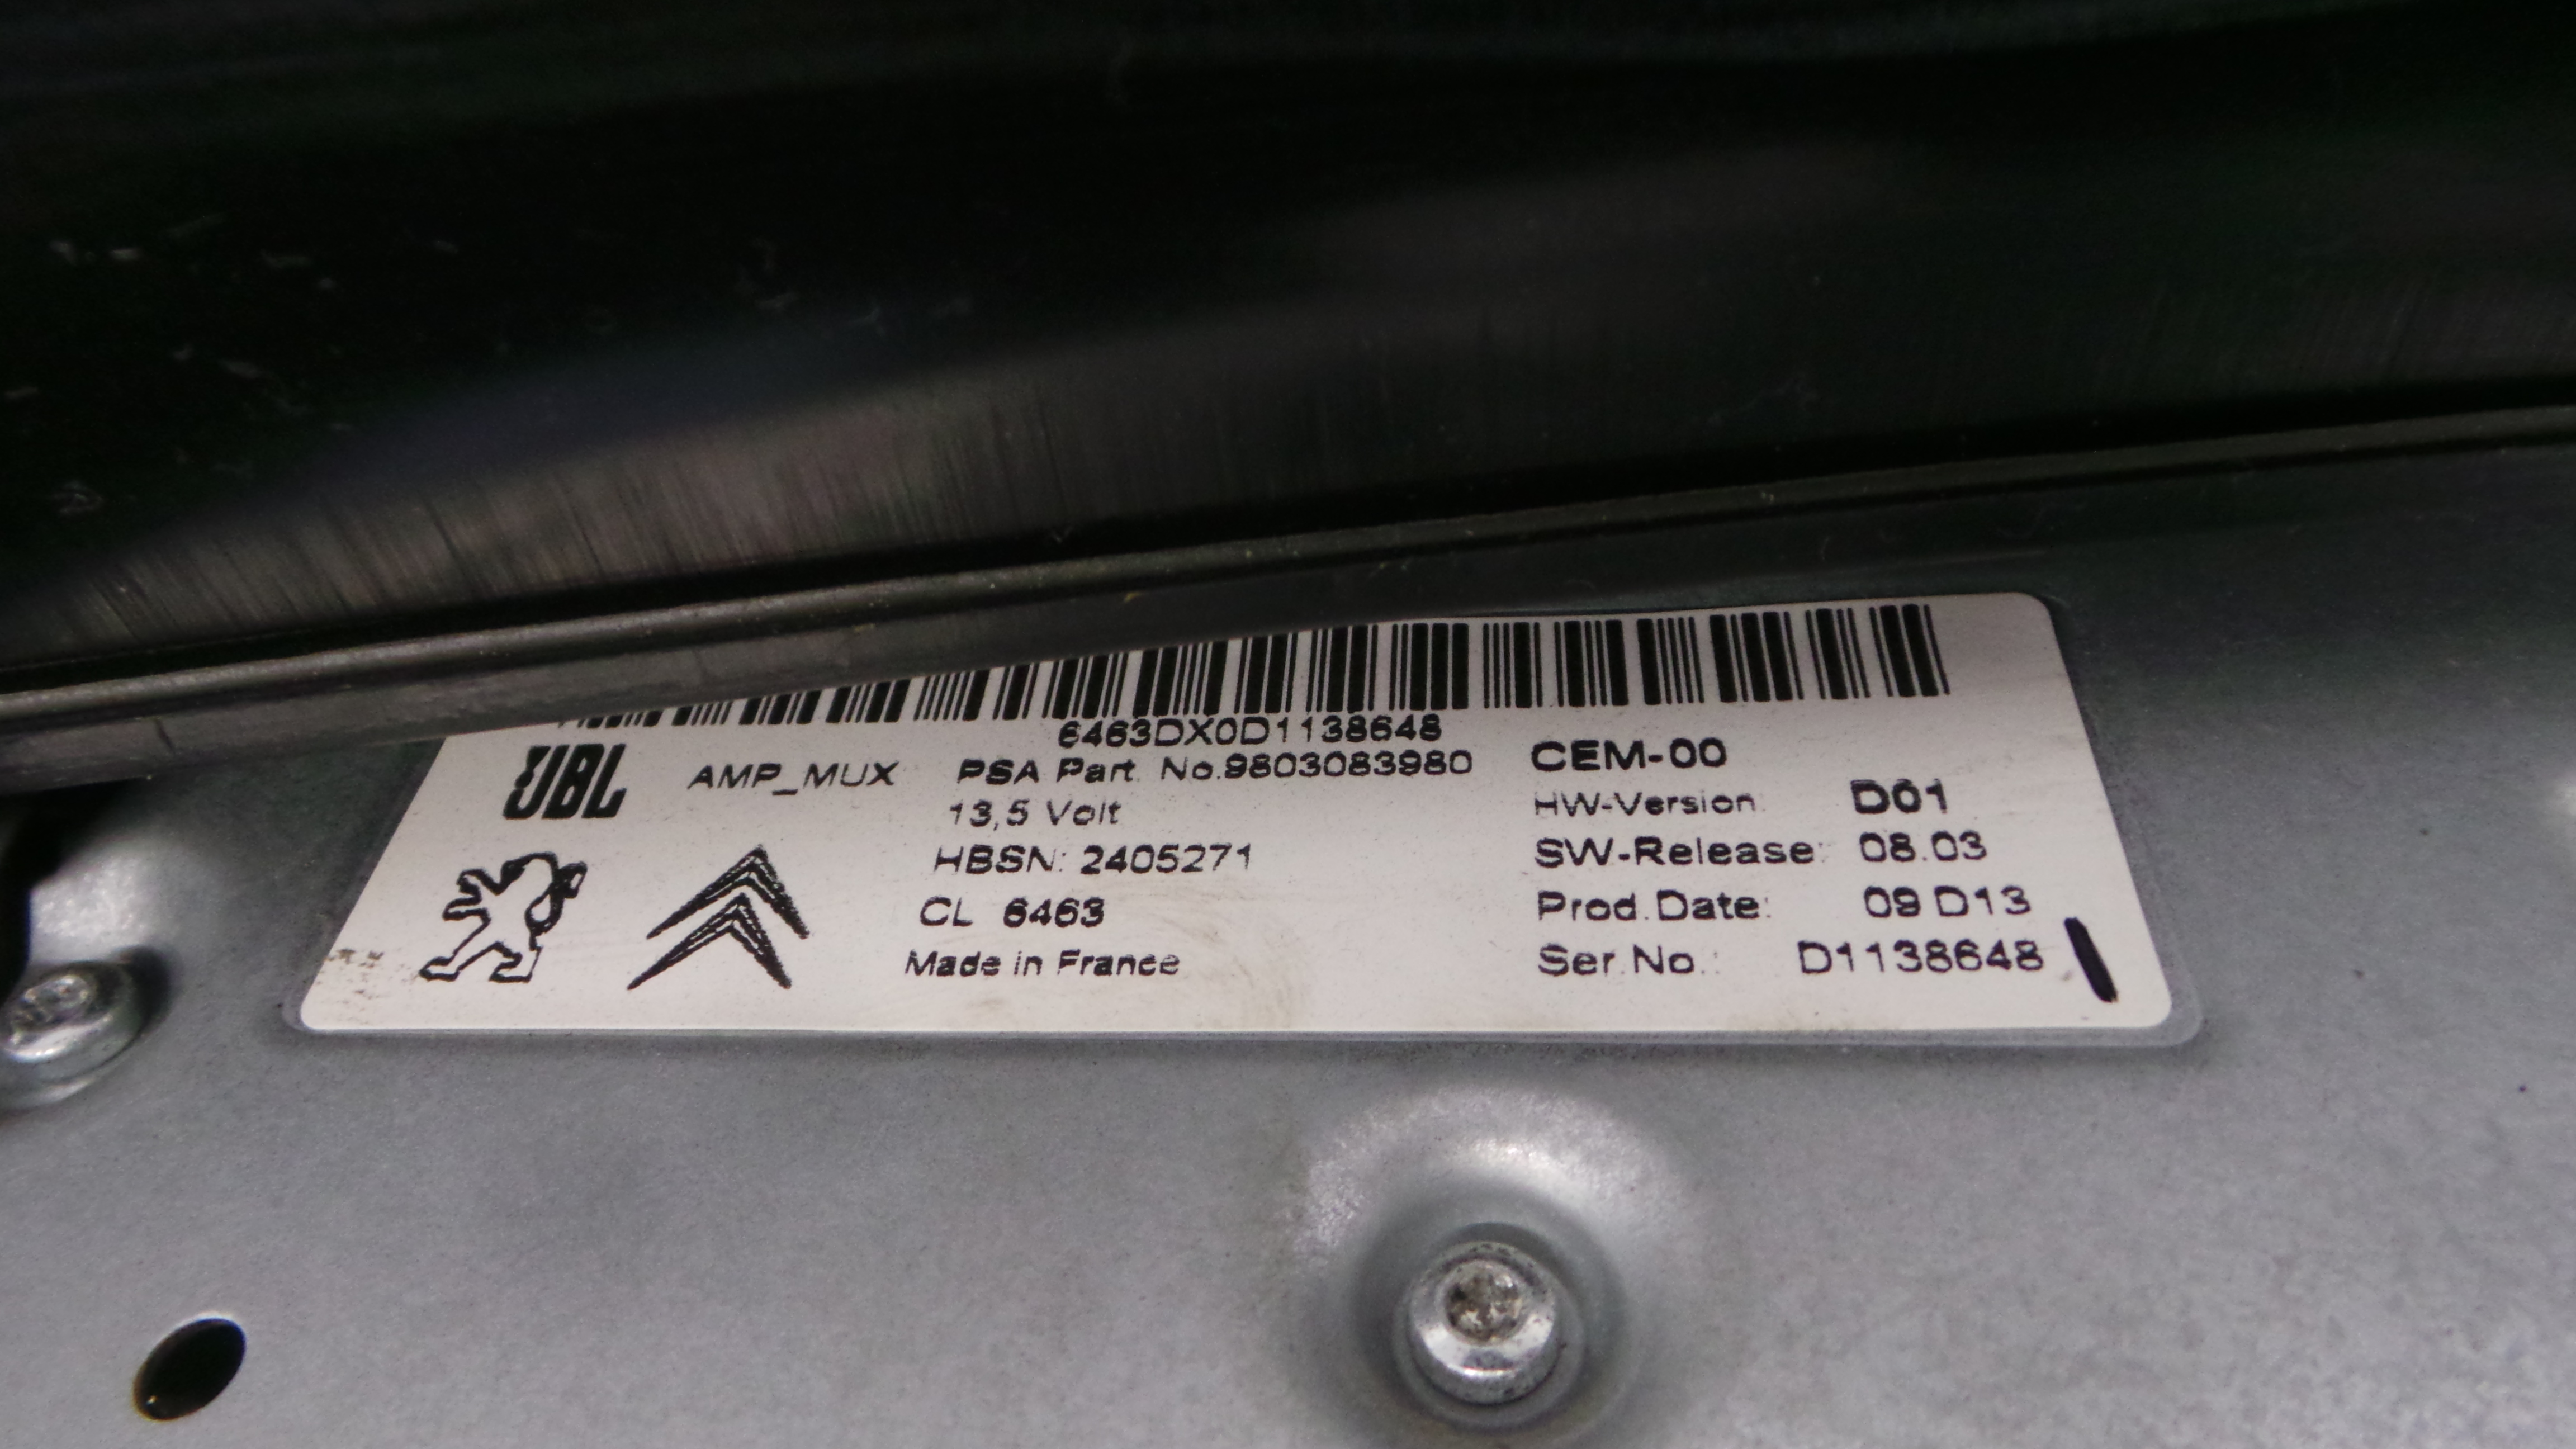 6463DX0D1138648
JBL AMP_MUX PSA Part No.9803083980 CEM-00
13,5 Volt HW-Version: D01
HBSN: 2405271 SW-Release: 08.03
CL 6463 Prod.Date: 09 D13
Made in France Ser.No.: D1138648